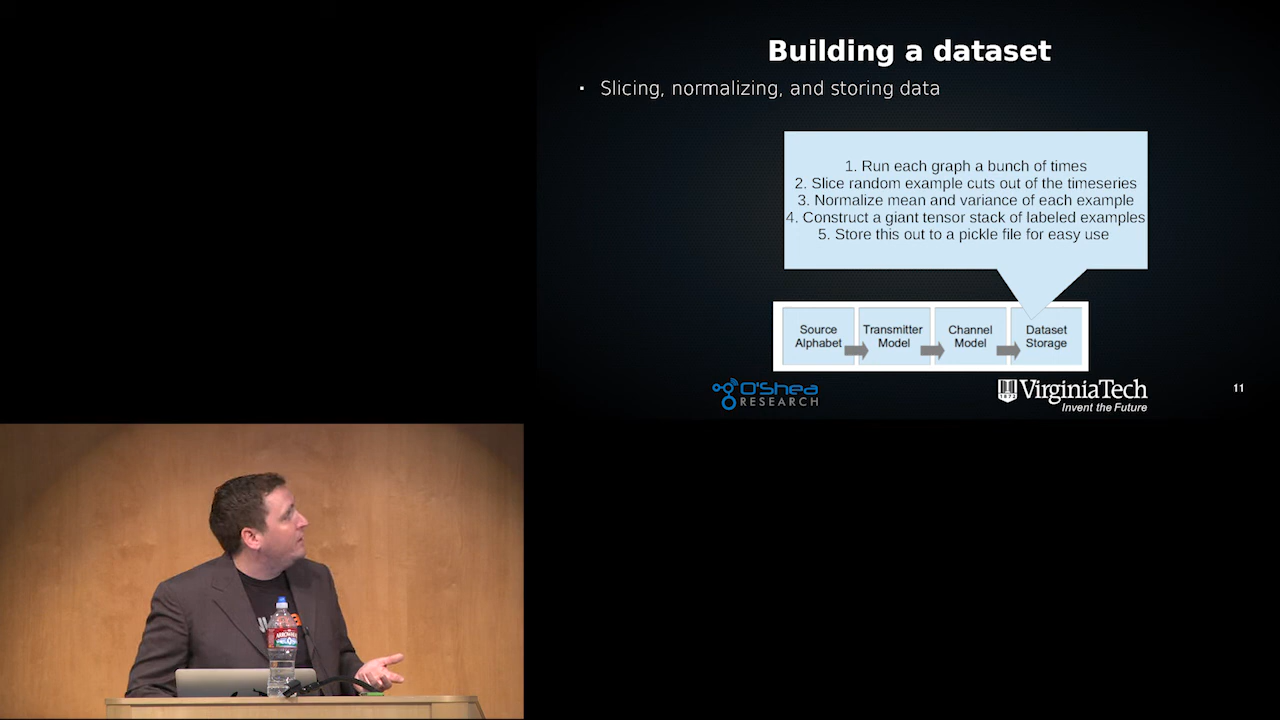 Building a dataset
▪ Slicing, normalizing, and storing data
1. Run each graph a bunch of times
2. Slice random example cuts out of the timeseries
3. Normalize mean and variance of each example
4. Construct a giant tensor stack of labeled examples
5. Store this out to a pickle file for easy use
Source
Alphabet
Transmitter
Model
Channel
Model
Dataset
Storage
O'Shea
RESEARCH
1872
VirginiaTech
Invent the Future
11